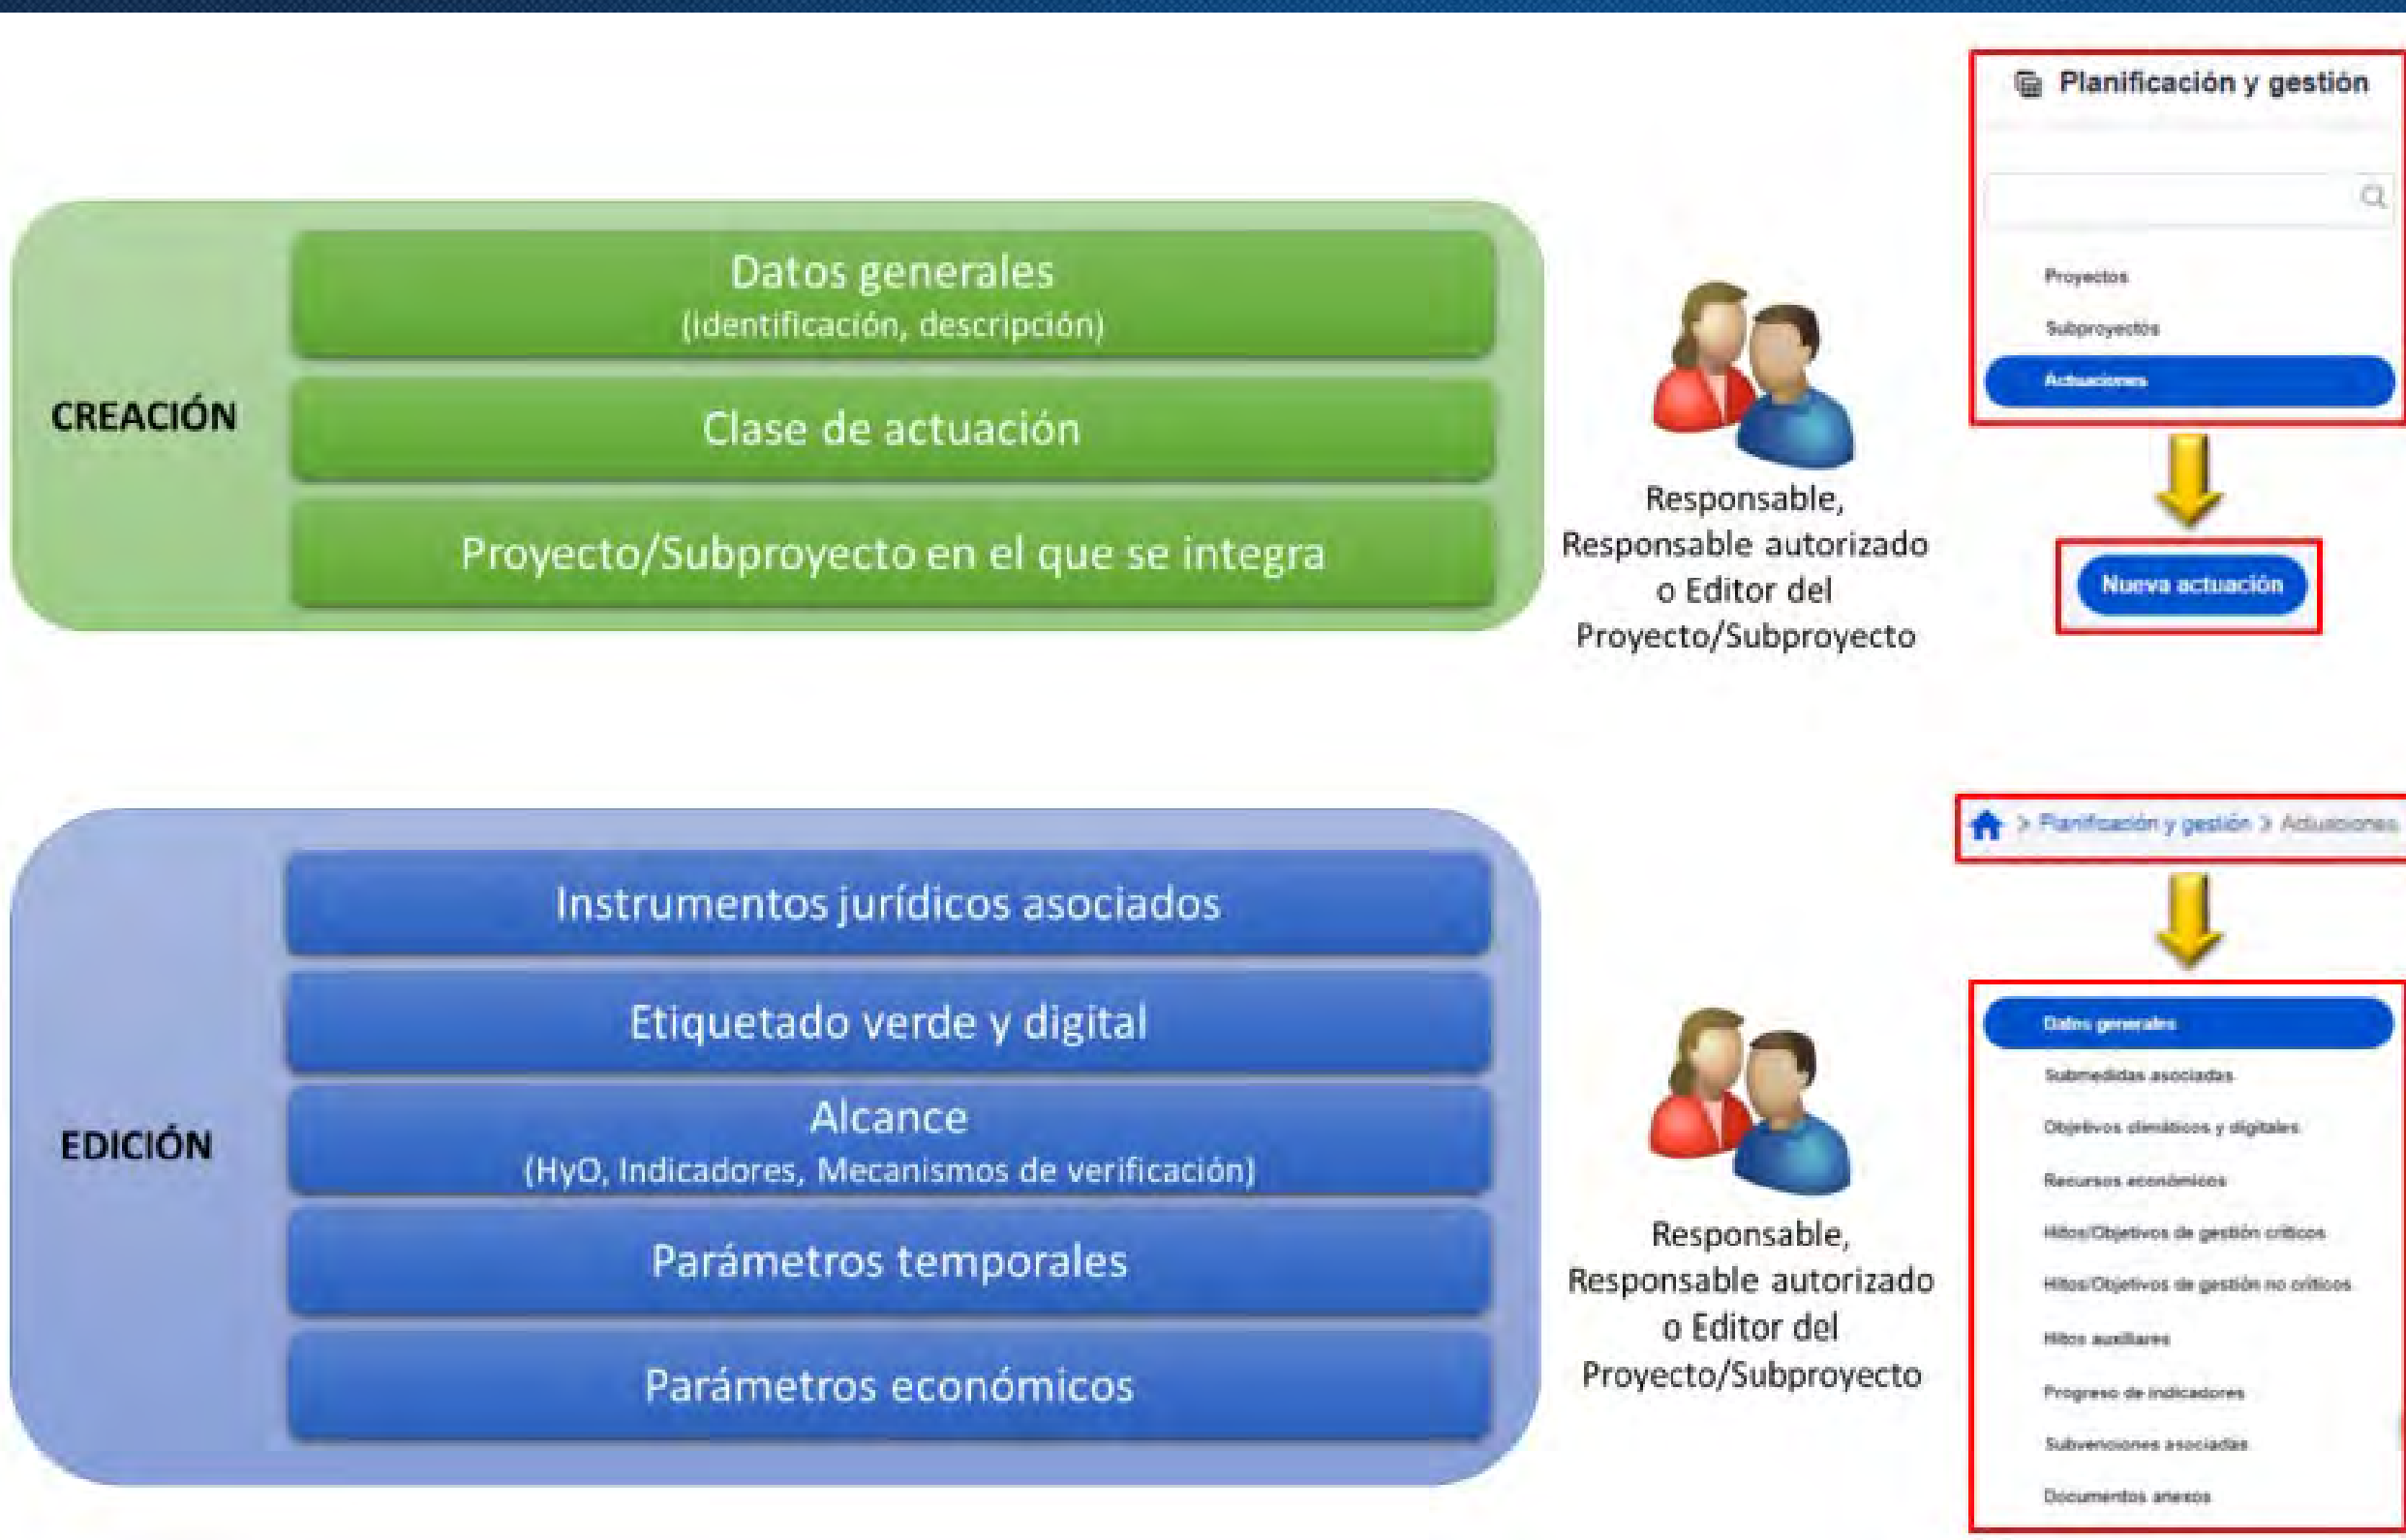 CREACIÓN
Datos generales
(identificación, descripción)
Clase de actuación
Proyecto/Subproyecto en el que se integra
Responsable,
Responsable autorizado
o Editor del
Proyecto/Subproyecto
Planificación y gestión
Proyectos
Subproyectos
Actuaciones
Nueva actuación
EDICIÓN
Instrumentos jurídicos asociados
Etiquetado verde y digital
Alcance
(HyO, Indicadores, Mecanismos de verificación)
Parámetros temporales
Parámetros económicos
Responsable,
Responsable autorizado
o Editor del
Proyecto/Subproyecto
> Planificación y gestión > Actuaciones
Datos generales
Submedidas asociadas
Objetivos climáticos y digitales
Recursos económicos
Hitos/Objetivos de gestión críticos
Hitos/Objetivos de gestión no críticos
Hitos auxiliares
Progreso de indicadores
Subvenciones asociadas
Documentos anexos